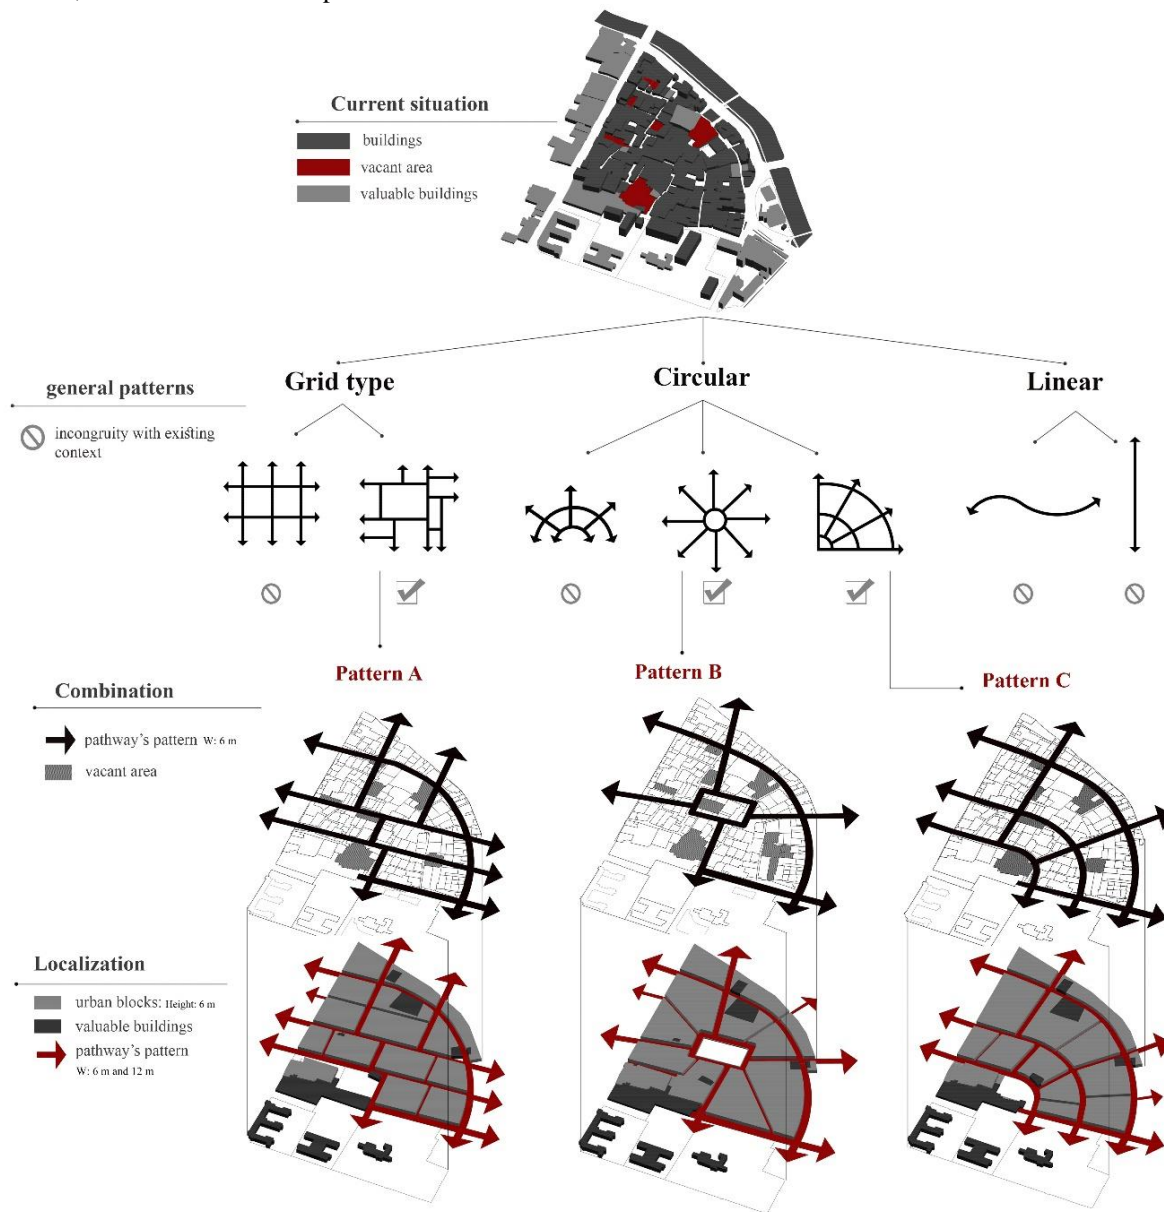 Current situation
buildings
vacant area
valuable buildings
general patterns
incongruity with existing
context
Grid type
Circular
Linear
Pattern A
Pattern B
Pattern C
Combination
pathway's pattern W: 6 m
vacant area
Localization
urban blocks: Height: 6 m
valuable buildings
pathway's pattern
W: 6 m and 12 m